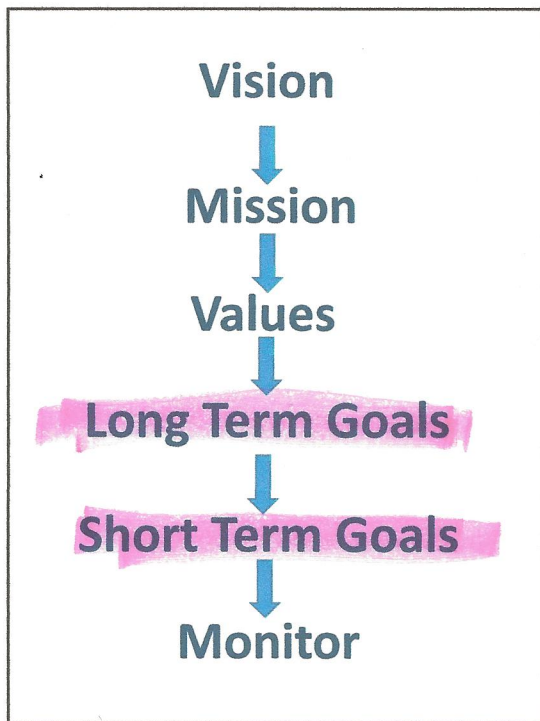 Vision
Mission
Values
Long Term Goals
Short Term Goals
Monitor